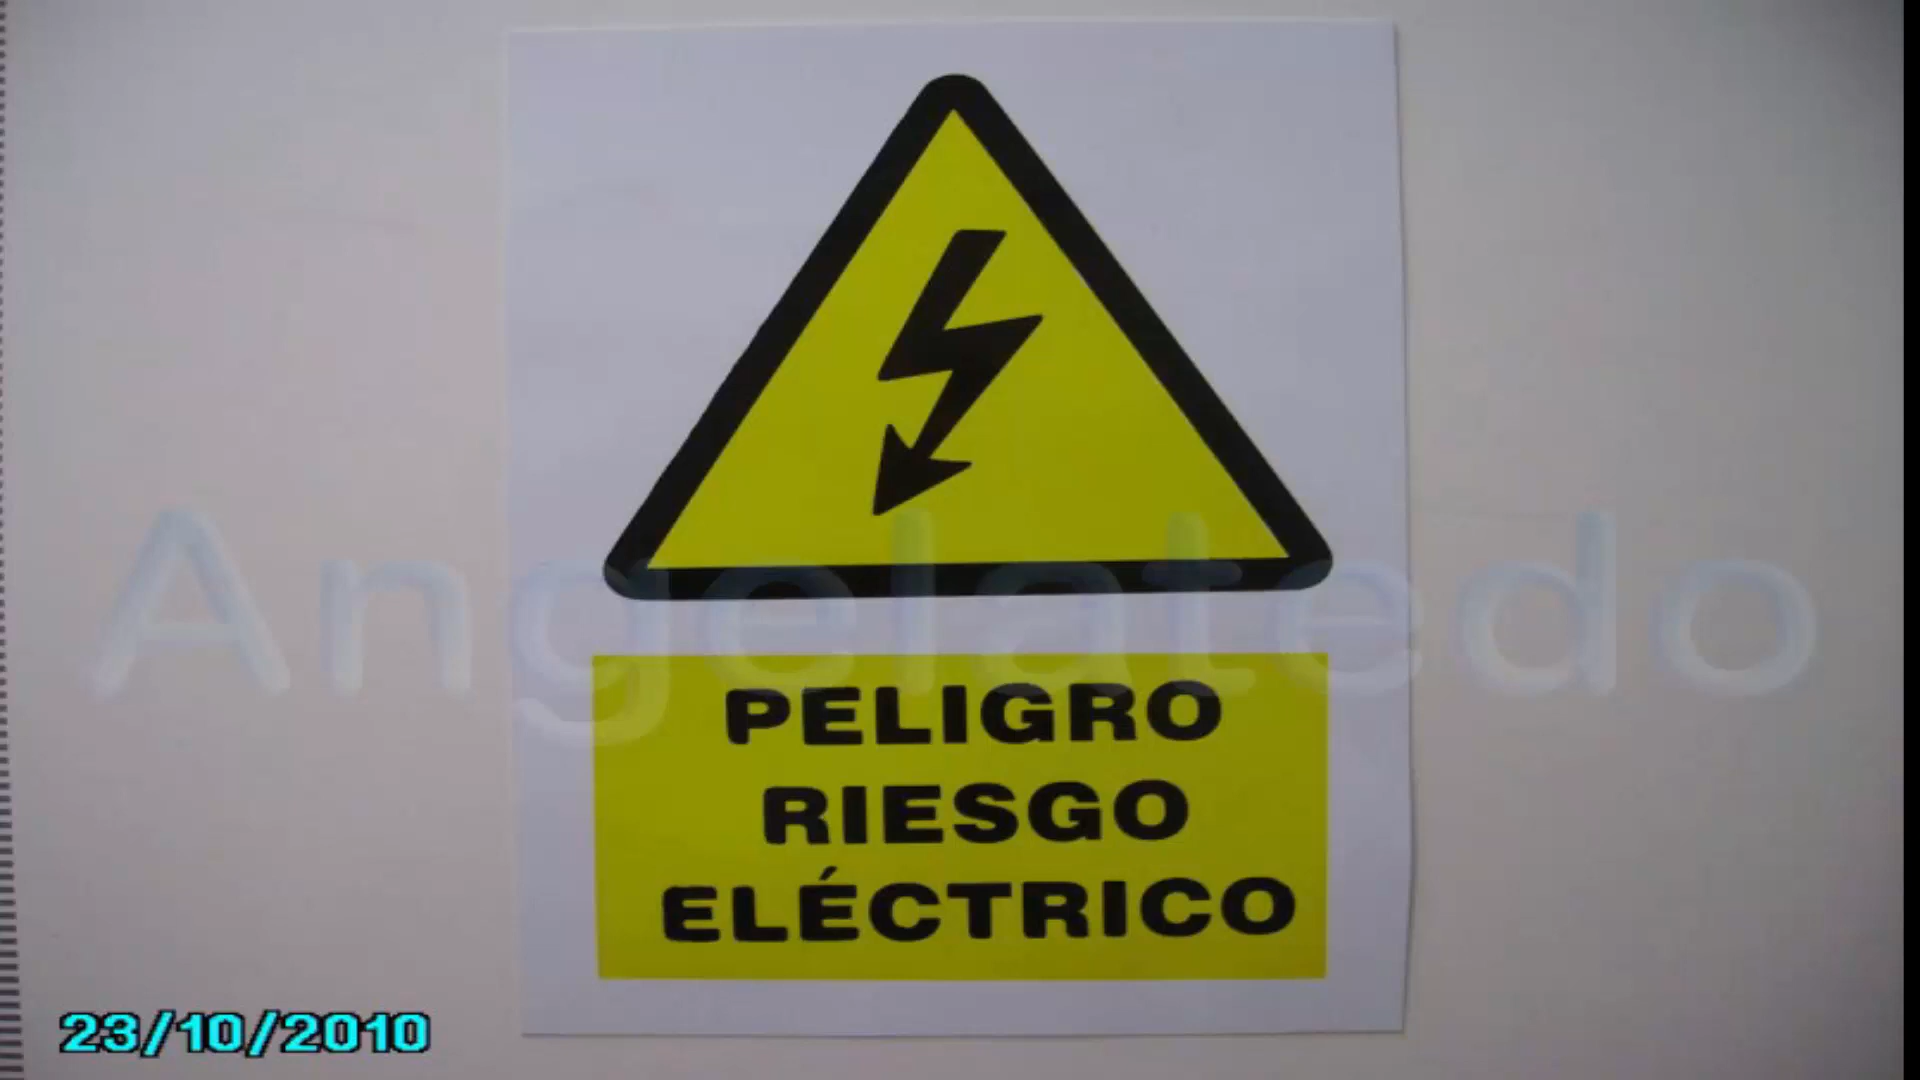 Angelatedo
PELIGRO
RIESGO
ELÉCTRICO
23/10/2010